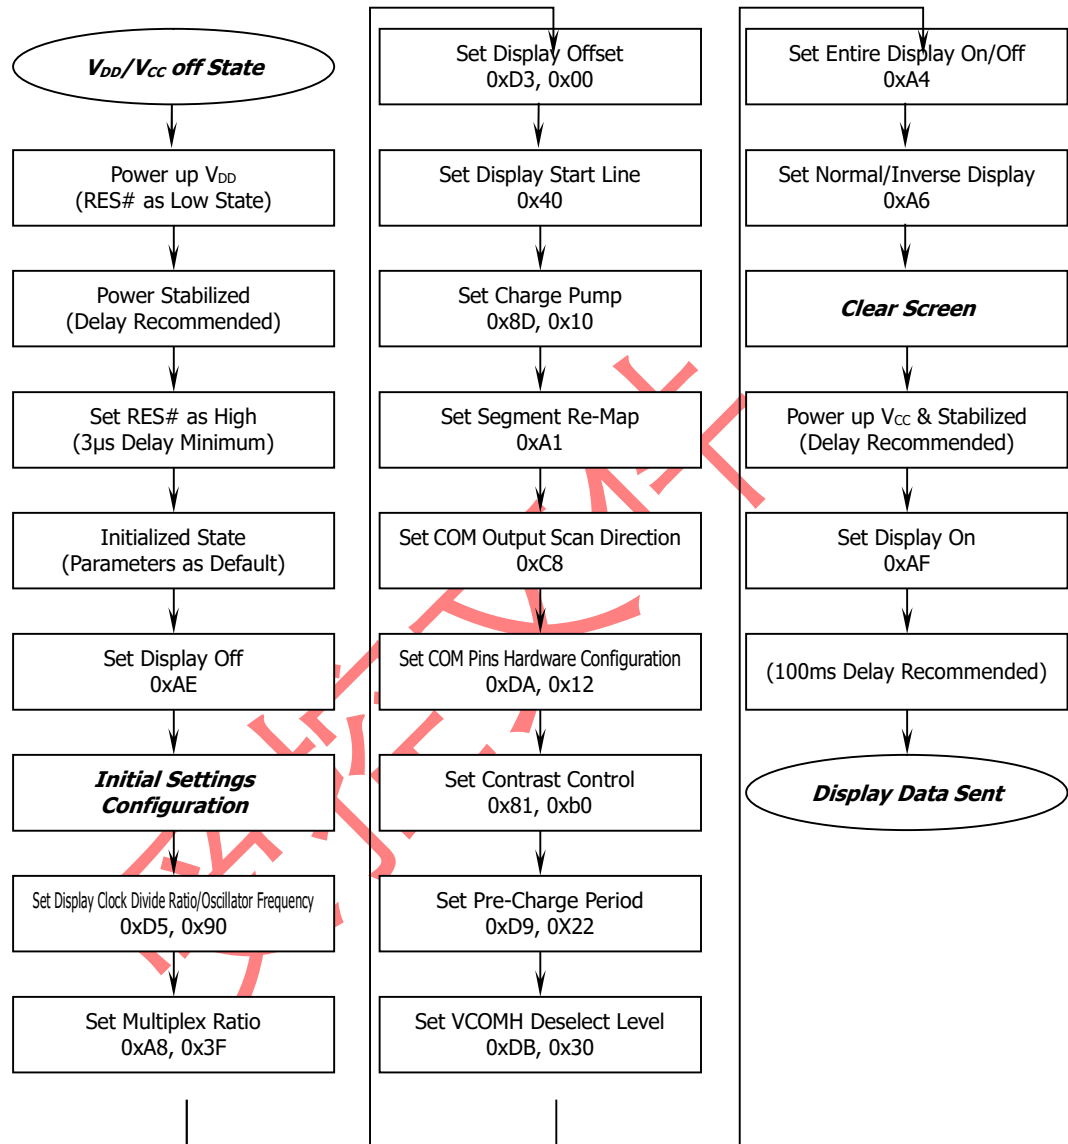 V_DD/V_CC off State
Power up V_DD
(RES# as Low State)
Power Stabilized
(Delay Recommended)
Set RES# as High
(3μs Delay Minimum)
Initialized State
(Parameters as Default)
Set Display Off
0xAE
Initial Settings
Configuration
Set Display Clock Divide Ratio/Oscillator Frequency
0xD5, 0x90
Set Multiplex Ratio
0xA8, 0x3F
Set Display Offset
0xD3, 0x00
Set Display Start Line
0x40
Set Charge Pump
0x8D, 0x10
Set Segment Re-Map
0xA1
Set COM Output Scan Direction
0xC8
Set COM Pins Hardware Configuration
0xDA, 0x12
Set Contrast Control
0x81, 0xb0
Set Pre-Charge Period
0xD9, 0X22
Set VCOMH Deselect Level
0xDB, 0x30
Set Entire Display On/Off
0xA4
Set Normal/Inverse Display
0xA6
Clear Screen
Power up V_CC & Stabilized
(Delay Recommended)
Set Display On
0xAF
(100ms Delay Recommended)
Display Data Sent